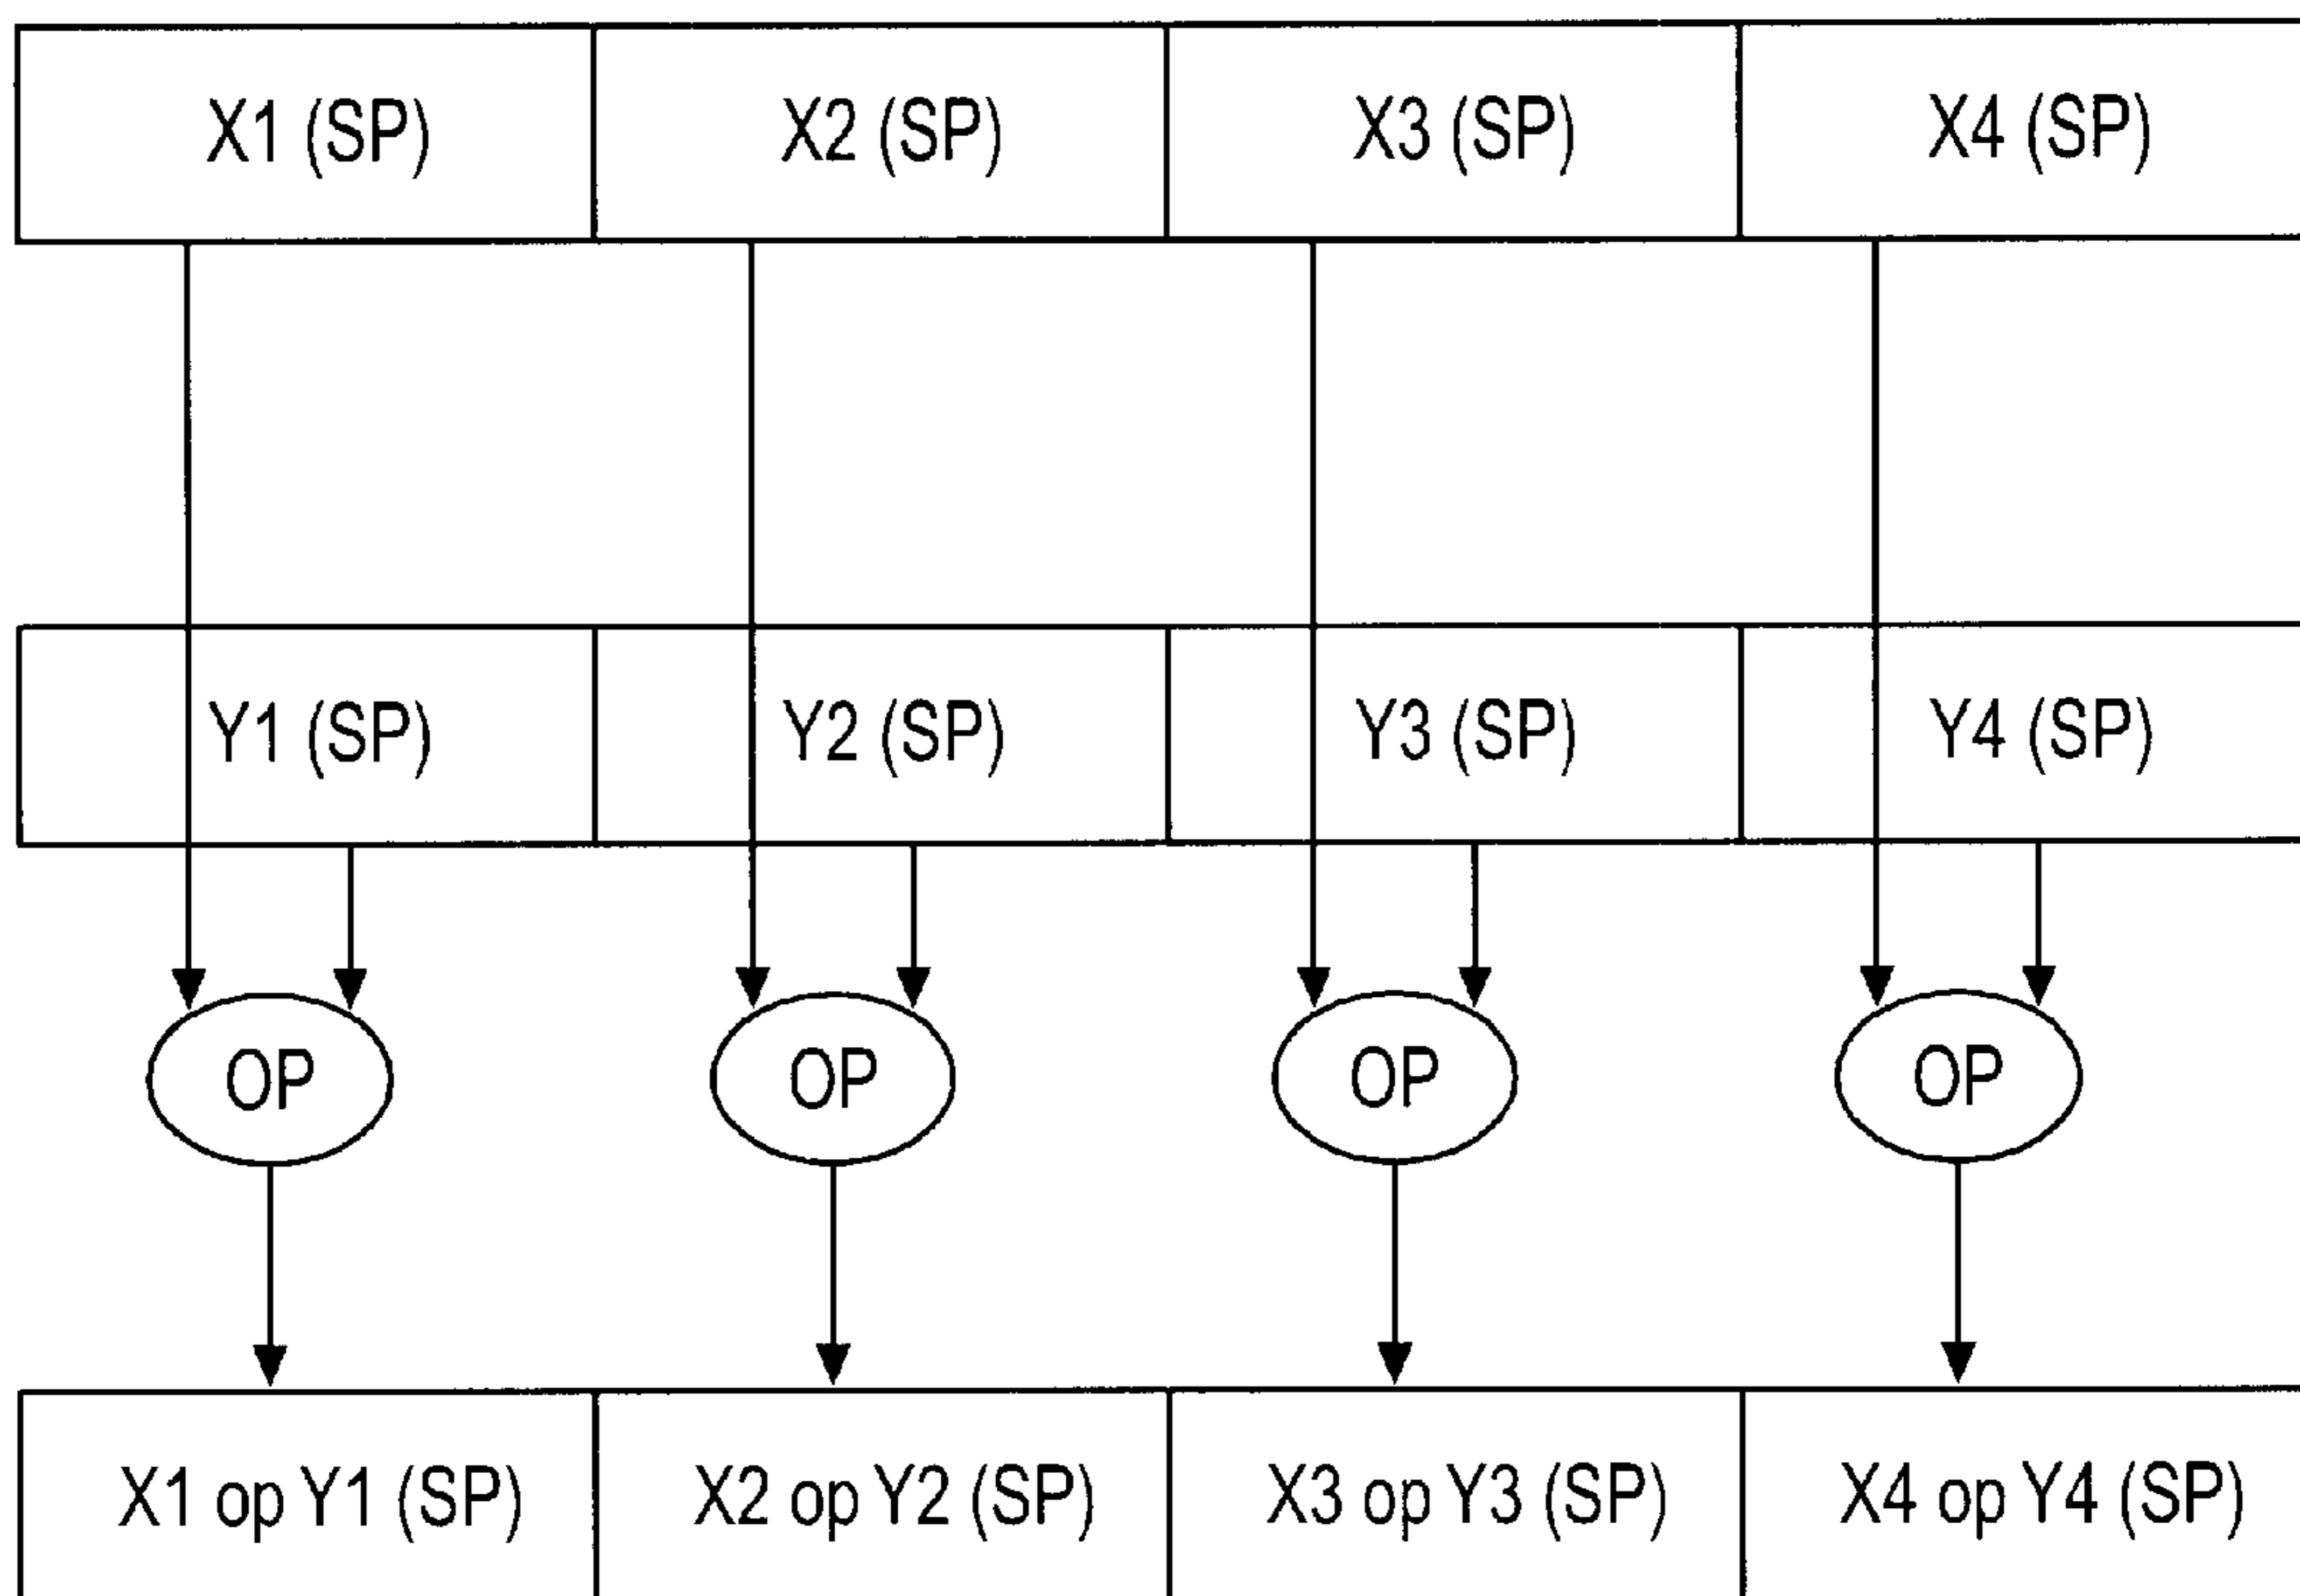 X1 (SP) X2 (SP) X3 (SP) X4 (SP)
Y1 (SP) Y2 (SP) Y3 (SP) Y4 (SP)
OP OP OP OP
X1 op Y1 (SP) X2 op Y2 (SP) X3 op Y3 (SP) X4 op Y4 (SP)